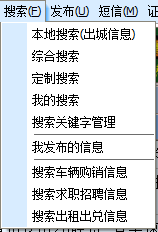 搜索(F) 发布(U) 短信(M) 证
本地搜索(出城信息)
综合搜索
定制搜索
我的搜索
搜索关键字管理
我发布的信息
搜索车辆购销信息
搜索求职招聘信息
搜索出租出兑信息